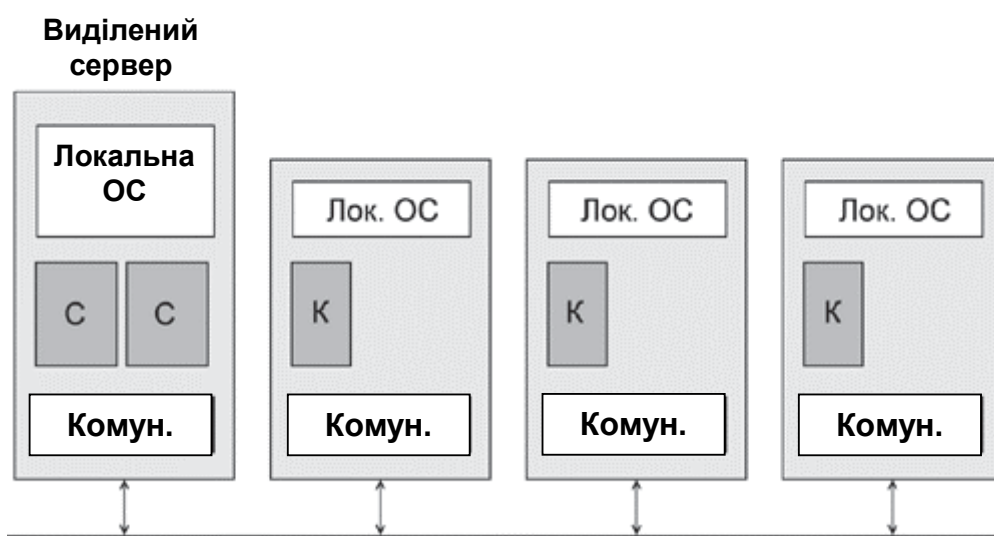 Виділений
сервер
Локальна
ОС
С С
Комун.
Лок. ОС
К
Комун.
Лок. ОС
К
Комун.
Лок. ОС
К
Комун.